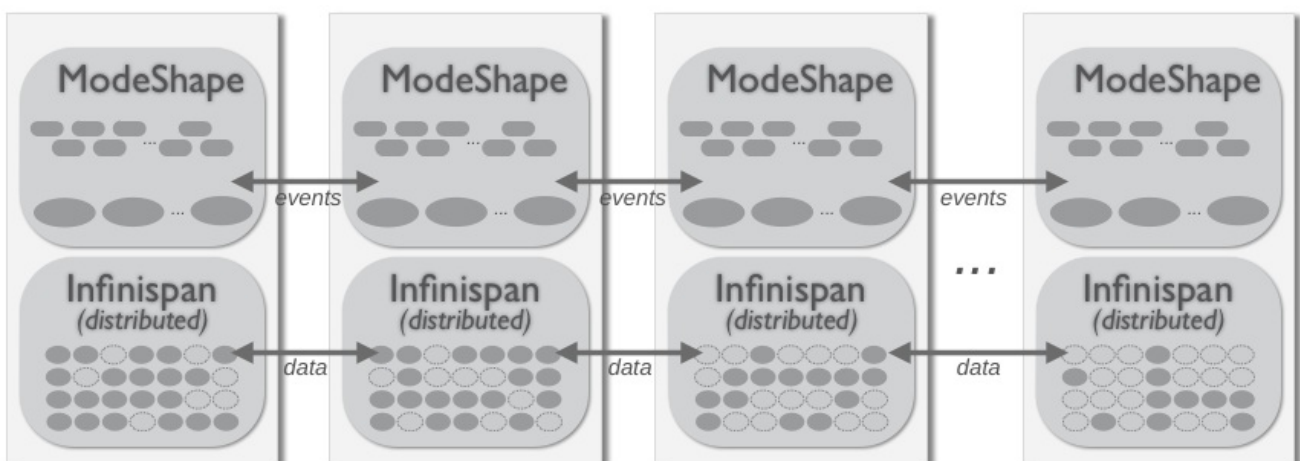 ModeShape
...
...
Infinispan
(distributed)
events
data
ModeShape
...
...
Infinispan
(distributed)
events
data
ModeShape
...
...
Infinispan
(distributed)
events
...
data
ModeShape
...
...
Infinispan
(distributed)